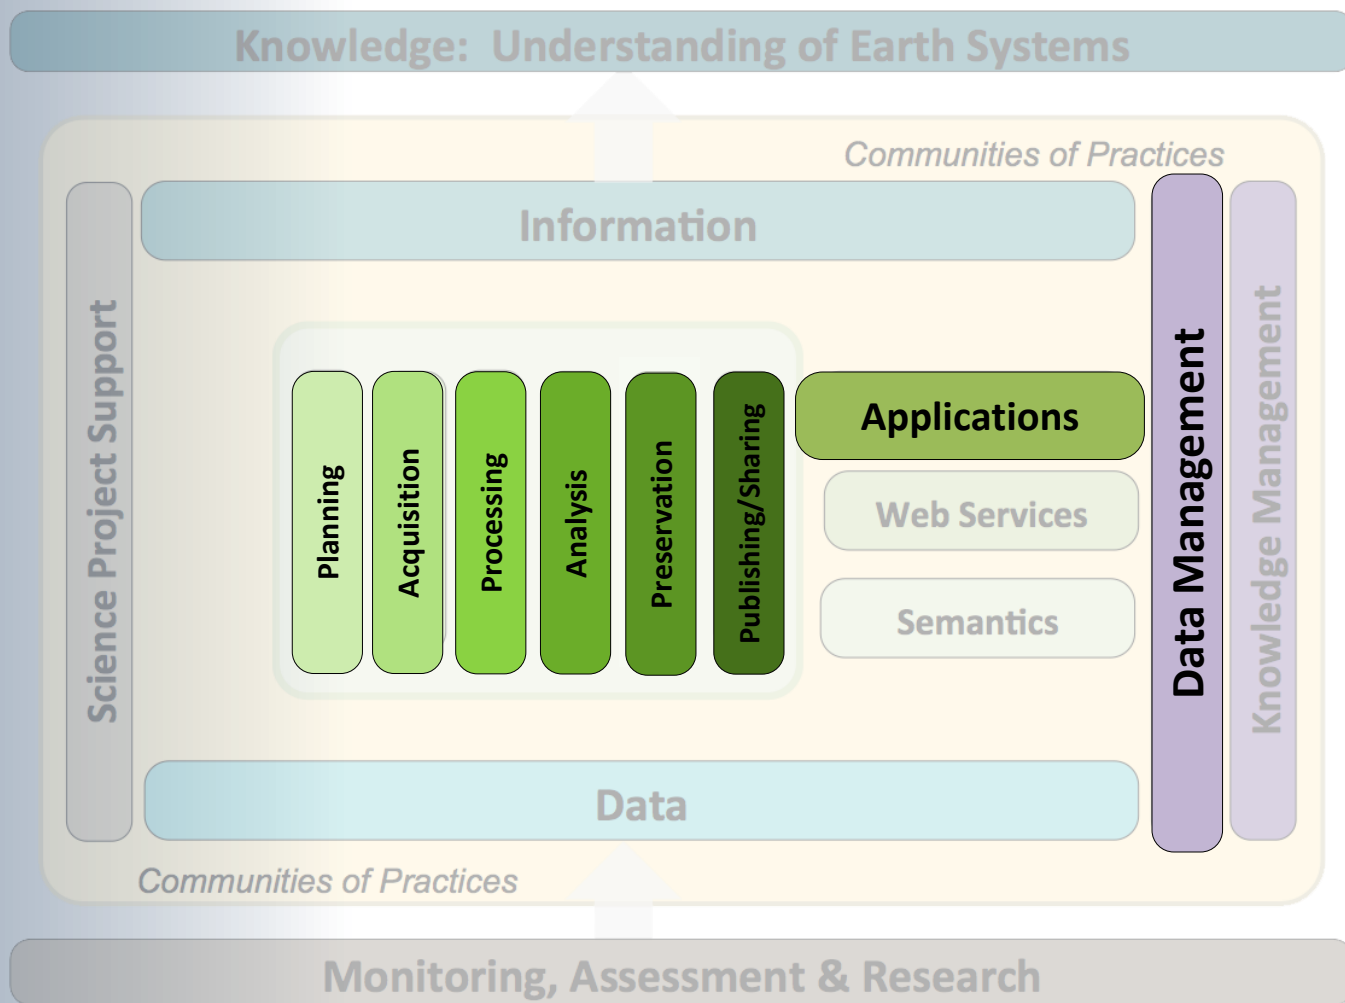 Knowledge:  Understanding of Earth Systems
Communities of Practices
Information
Science Project Support
Planning
Acquisition
Processing
Analysis
Preservation
Publishing/Sharing
Applications
Web Services
Semantics
Data Management
Knowledge Management
Data
Communities of Practices
Monitoring, Assessment & Research